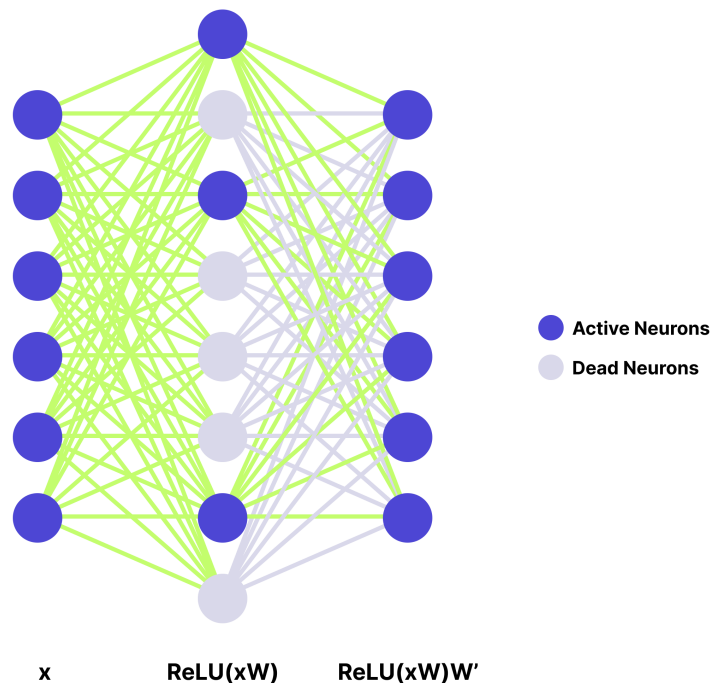 Active Neurons
Dead Neurons
x
ReLU(xW)
ReLU(xW)W’